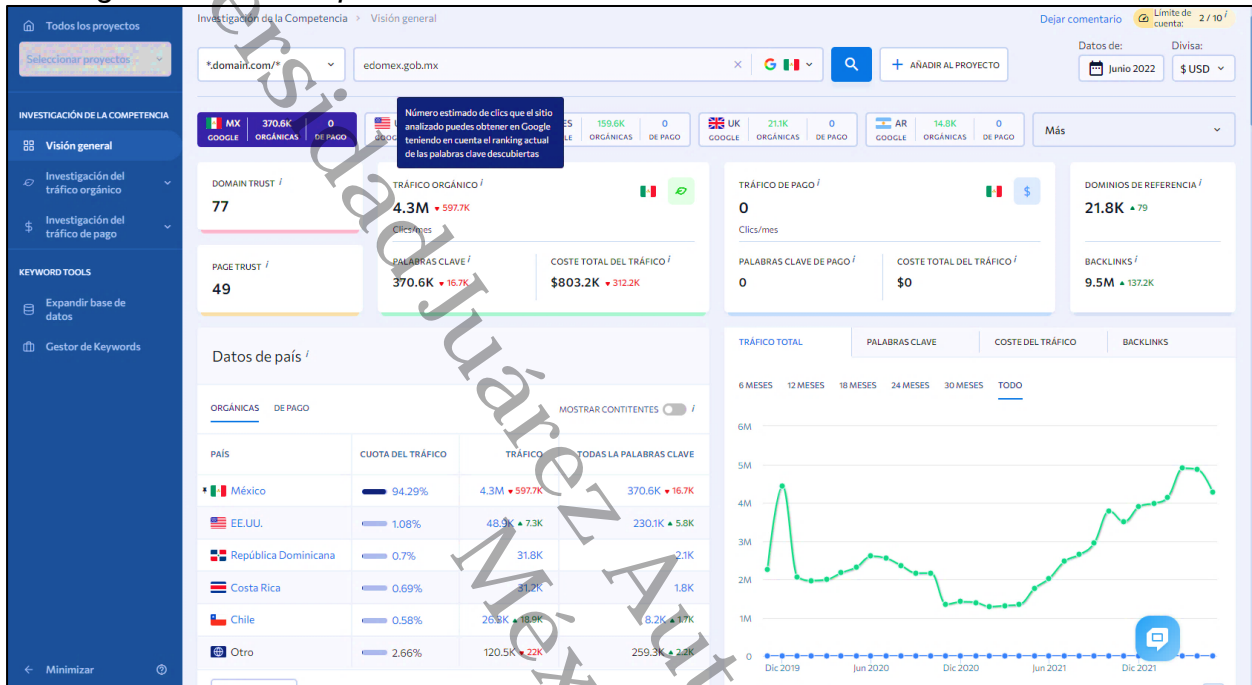 Todos los proyectos
Seleccionar proyectos
INVESTIGACIÓN DE LA COMPETENCIA
Visión general
Investigación del
tráfico orgánico
Investigación del
tráfico de pago
KEYWORD TOOLS
Expandir base de
datos
Gestor de Keywords
Minimizar
Investigación de la Competencia > Visión general
Dejar comentario
Límite de
cuenta: 2 / 10 i
*.domain.com/*
edomex.gob.mx
AÑADIR AL PROYECTO
Datos de:
Junio 2022
Divisa:
$ USD
MX 370.6K 0
GOOGLE ORGÁNICAS DE PAGO
Número estimado de clics que el sitio
analizado puedes obtener en Google
teniendo en cuenta el ranking actual
de las palabras clave descubiertas
ES 159.6K 0
ORGÁNICAS DE PAGO
UK 21.1K 0
GOOGLE ORGÁNICAS DE PAGO
AR 14.8K 0
GOOGLE ORGÁNICAS DE PAGO
Más
DOMAIN TRUST i
77
PAGE TRUST i
49
TRÁFICO ORGÁNICO i
4.3M 597.7K
Clics/mes
PALABRAS CLAVE i
370.6K 16.7K
COSTE TOTAL DEL TRÁFICO i
$803.2K 312.2K
TRÁFICO DE PAGO i
0
Clics/mes
PALABRAS CLAVE DE PAGO i
0
COSTE TOTAL DEL TRÁFICO i
$0
DOMINIOS DE REFERENCIA i
21.8K 79
BACKLINKS i
9.5M 137.2K
Datos de país i
ORGÁNICAS DE PAGO
MOSTRAR CONTITENTES i
PAÍS CUOTA DEL TRÁFICO TRÁFICO TODAS LA PALABRAS CLAVE
México 94.29% 4.3M 597.7K 370.6K 16.7K
EE.UU. 1.08% 48.9K 7.3K 230.1K 5.8K
República Dominicana 0.7% 31.8K 2.1K
Costa Rica 0.69% 31.2K 1.8K
Chile 0.58% 26.8K 18.9K 8.2K 1.7K
Otro 2.66% 120.5K 22K 259.3K 2.2K
TRÁFICO TOTAL PALABRAS CLAVE COSTE DEL TRÁFICO BACKLINKS
6 MESES 12 MESES 18 MESES 24 MESES 30 MESES TODO
6M
5M
4M
3M
2M
1M
0
Dic 2019 Jun 2020 Dic 2020 Jun 2021 Dic 2021